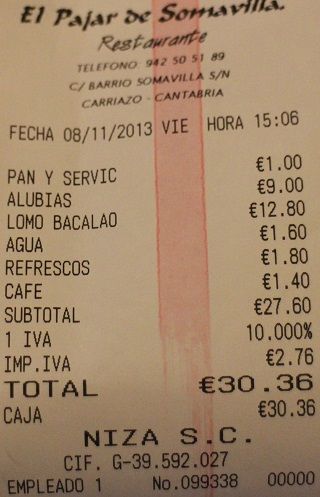 El Pajar de Somavilla.
Restaurante
TELEFONO 942 50 51 89
C/ BARRIO SOMAVILLA S/N
CARRIAZO - CANTABRIA
FECHA 08/11/2013 VIE HORA 15:06
PAN Y SERVIC €1.00
ALUBIAS €9.00
LOMO BACALAO €12.80
AGUA €1.60
REFRESCOS €1.80
CAFE €1.40
SUBTOTAL €27.60
1 IVA 10.000%
IMP.IVA €2.76
TOTAL €30.36
CAJA €30.36
NIZA S.C.
CIF. G-39.592.027
EMPLEADO 1 No.099338 00000